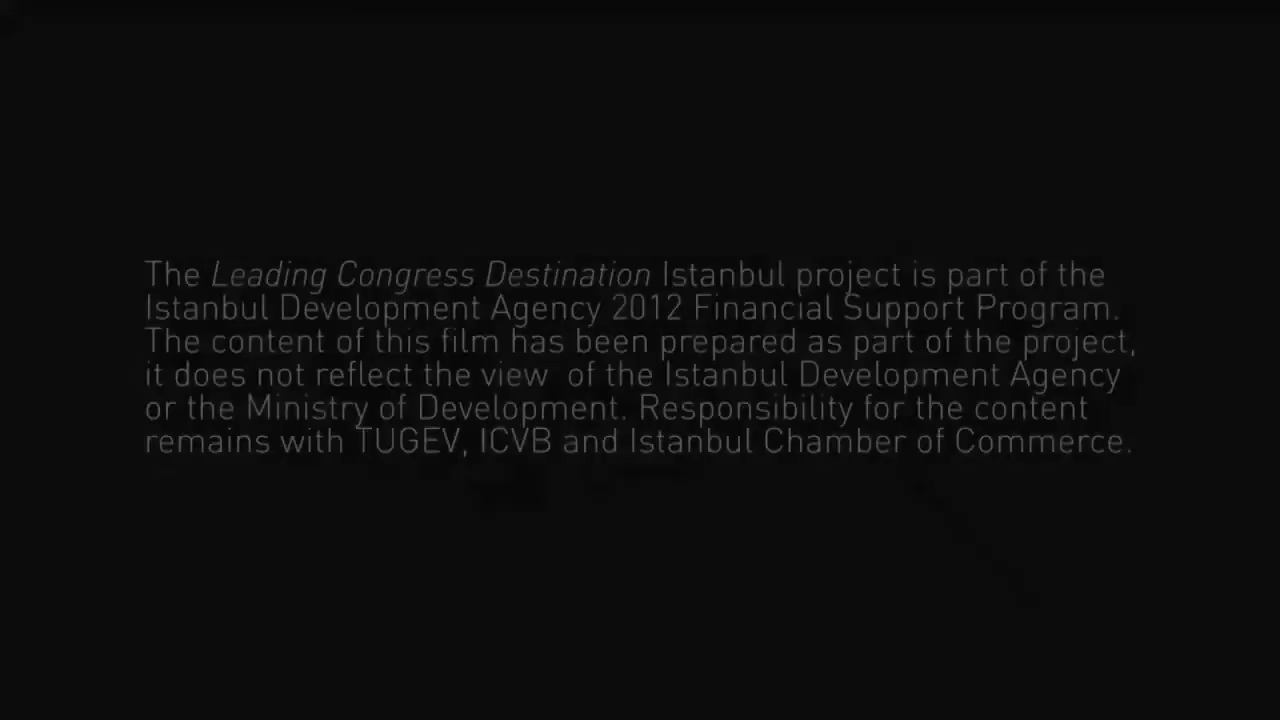 The Leading Congress Destination Istanbul project is part of the
Istanbul Development Agency 2012 Financial Support Program.
The content of this film has been prepared as part of the project,
it does not reflect the view  of the Istanbul Development Agency
or the Ministry of Development. Responsibility for the content
remains with TUGEV, ICVB and Istanbul Chamber of Commerce.